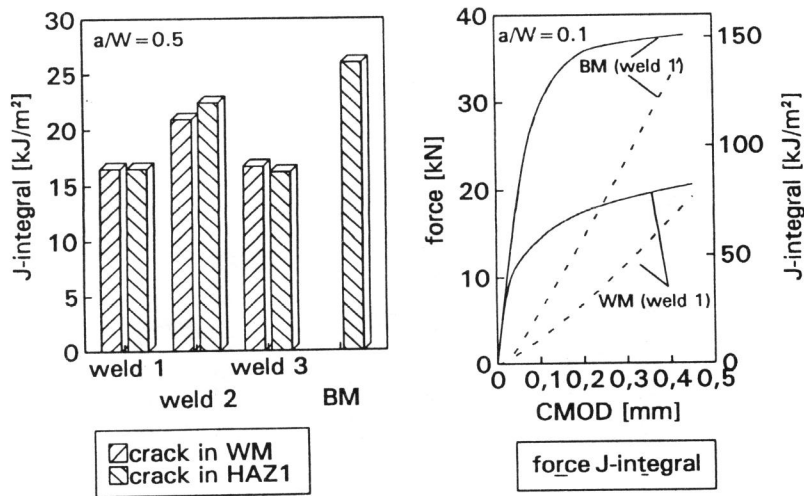 a/W=0.5
J-integral [kJ/m²]
30
25
20
15
10
5
0
weld 1
weld 2
weld 3
BM
crack in WM
crack in HAZ1
a/W=0.1
force [kN]
40
30
20
10
0
BM (weld 1)
WM (weld 1)
150
100
50
0
J-integral [kJ/m²]
0 0,1 0,2 0,3 0,4 0,5
CMOD [mm]
force J-integral